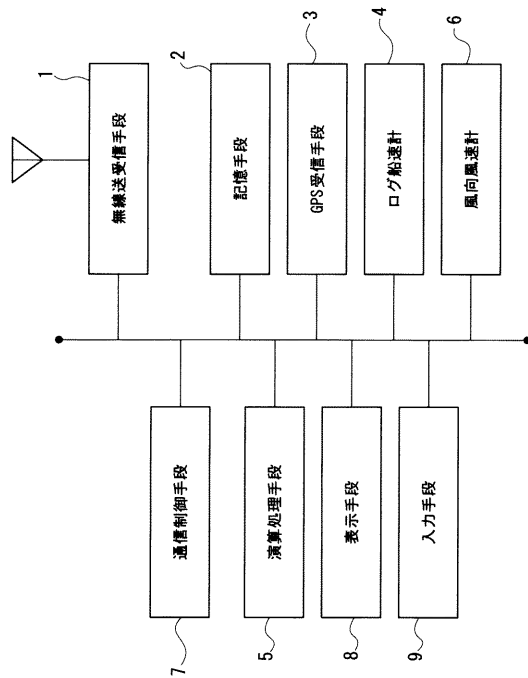 1
無線送受信手段
2
記憶手段
3
GPS受信手段
4
ログ船速計
6
風向風速計
通信制御手段
7
演算処理手段
5
表示手段
8
入力手段
9